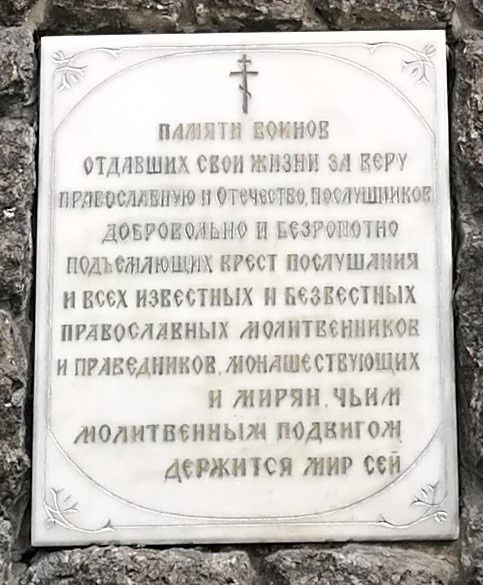 ПАМЯТИ ВОИНОВ
ОТДАВШИХ СВОИ ЖИЗНИ ЗА ВЕРУ
ПРАВОСЛАВНУЮ И ОТЕЧЕСТВО, ПОСЛУШНИКОВ
ДОБРОВОЛЬНО И БЕЗРОПОТНО
ПОДЪЕМЛЮЩИХ КРЕСТ ПОСЛУШАНИЯ
И ВСЕХ ИЗВЕСТНЫХ И БЕЗВЕСТНЫХ
ПРАВОСЛАВНЫХ МОЛИТВЕННИКОВ
И ПРАВЕДНИКОВ, МОНАШЕСТВУЮЩИХ
И МИРЯН, ЧЬИМ
МОЛИТВЕННЫМ ПОДВИГОМ
ДЕРЖИТСЯ МИР СЕЙ